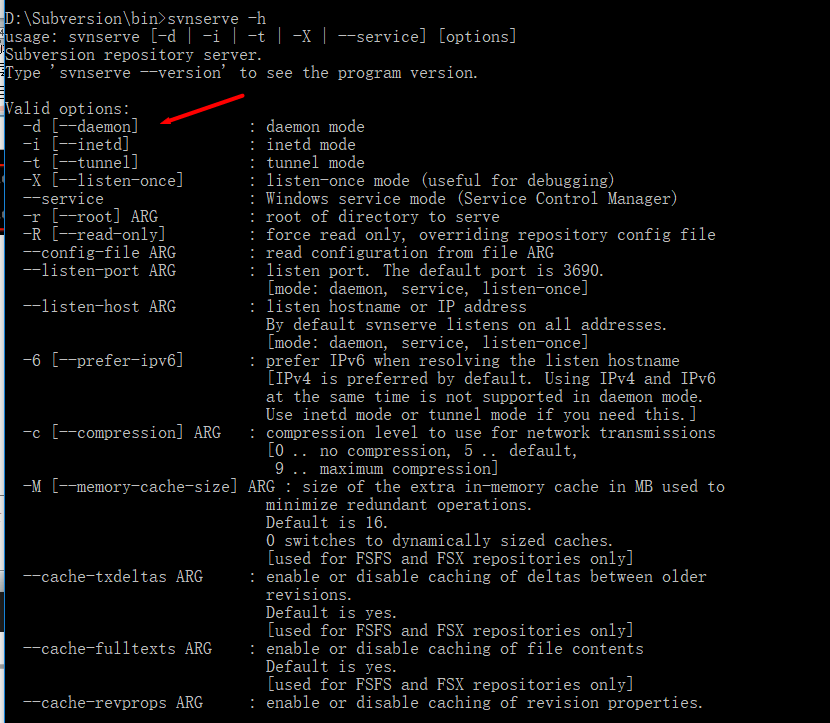 D:\Subversion\bin>svnserve -h
usage: svnserve [-d | -i | -t | -X | --service] [options]
Subversion repository server.
Type 'svnserve --version' to see the program version.
Valid options:
-d [--daemon] : daemon mode
-i [--inetd] : inetd mode
-t [--tunnel] : tunnel mode
-X [--listen-once] : listen-once mode (useful for debugging)
--service : Windows service mode (Service Control Manager)
-r [--root] ARG : root of directory to serve
-R [--read-only] : force read only, overriding repository config file
--config-file ARG : read configuration from file ARG
--listen-port ARG : listen port. The default port is 3690.
[mode: daemon, service, listen-once]
--listen-host ARG : listen hostname or IP address
By default svnserve listens on all addresses.
[mode: daemon, service, listen-once]
-6 [--prefer-ipv6] : prefer IPv6 when resolving the listen hostname
[IPv4 is preferred by default. Using IPv4 and IPv6
at the same time is not supported in daemon mode.
Use inetd mode or tunnel mode if you need this.]
-c [--compression] ARG : compression level to use for network transmissions
[0 .. no compression, 5 .. default,
9 .. maximum compression]
-M [--memory-cache-size] ARG : size of the extra in-memory cache in MB used to
minimize redundant operations.
Default is 16.
0 switches to dynamically sized caches.
[used for FSFS and FSX repositories only]
--cache-txdeltas ARG : enable or disable caching of deltas between older
revisions.
Default is yes.
[used for FSFS and FSX repositories only]
--cache-fulltexts ARG : enable or disable caching of file contents
Default is yes.
[used for FSFS and FSX repositories only]
--cache-revprops ARG : enable or disable caching of revision properties.